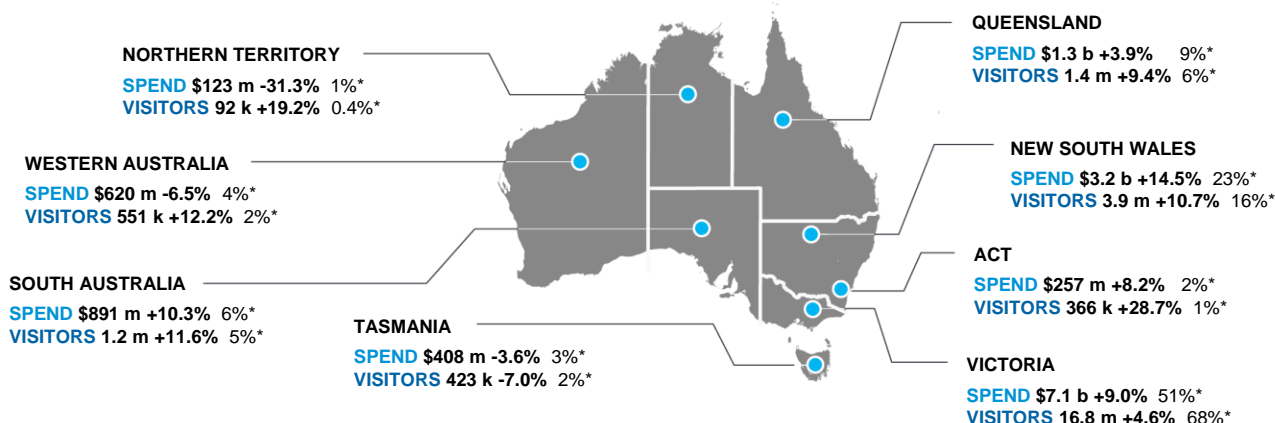 NORTHERN TERRITORY
SPEND $123 m -31.3% 1%*
VISITORS 92 k +19.2% 0.4%*
WESTERN AUSTRALIA
SPEND $620 m -6.5% 4%*
VISITORS 551 k +12.2% 2%*
SOUTH AUSTRALIA
SPEND $891 m +10.3% 6%*
VISITORS 1.2 m +11.6% 5%*
TASMANIA
SPEND $408 m -3.6% 3%*
VISITORS 423 k -7.0% 2%*
QUEENSLAND
SPEND $1.3 b +3.9% 9%*
VISITORS 1.4 m +9.4% 6%*
NEW SOUTH WALES
SPEND $3.2 b +14.5% 23%*
VISITORS 3.9 m +10.7% 16%*
ACT
SPEND $257 m +8.2% 2%*
VISITORS 366 k +28.7% 1%*
VICTORIA
SPEND $7.1 b +9.0% 51%*
VISITORS 16.8 m +4.6% 68%*